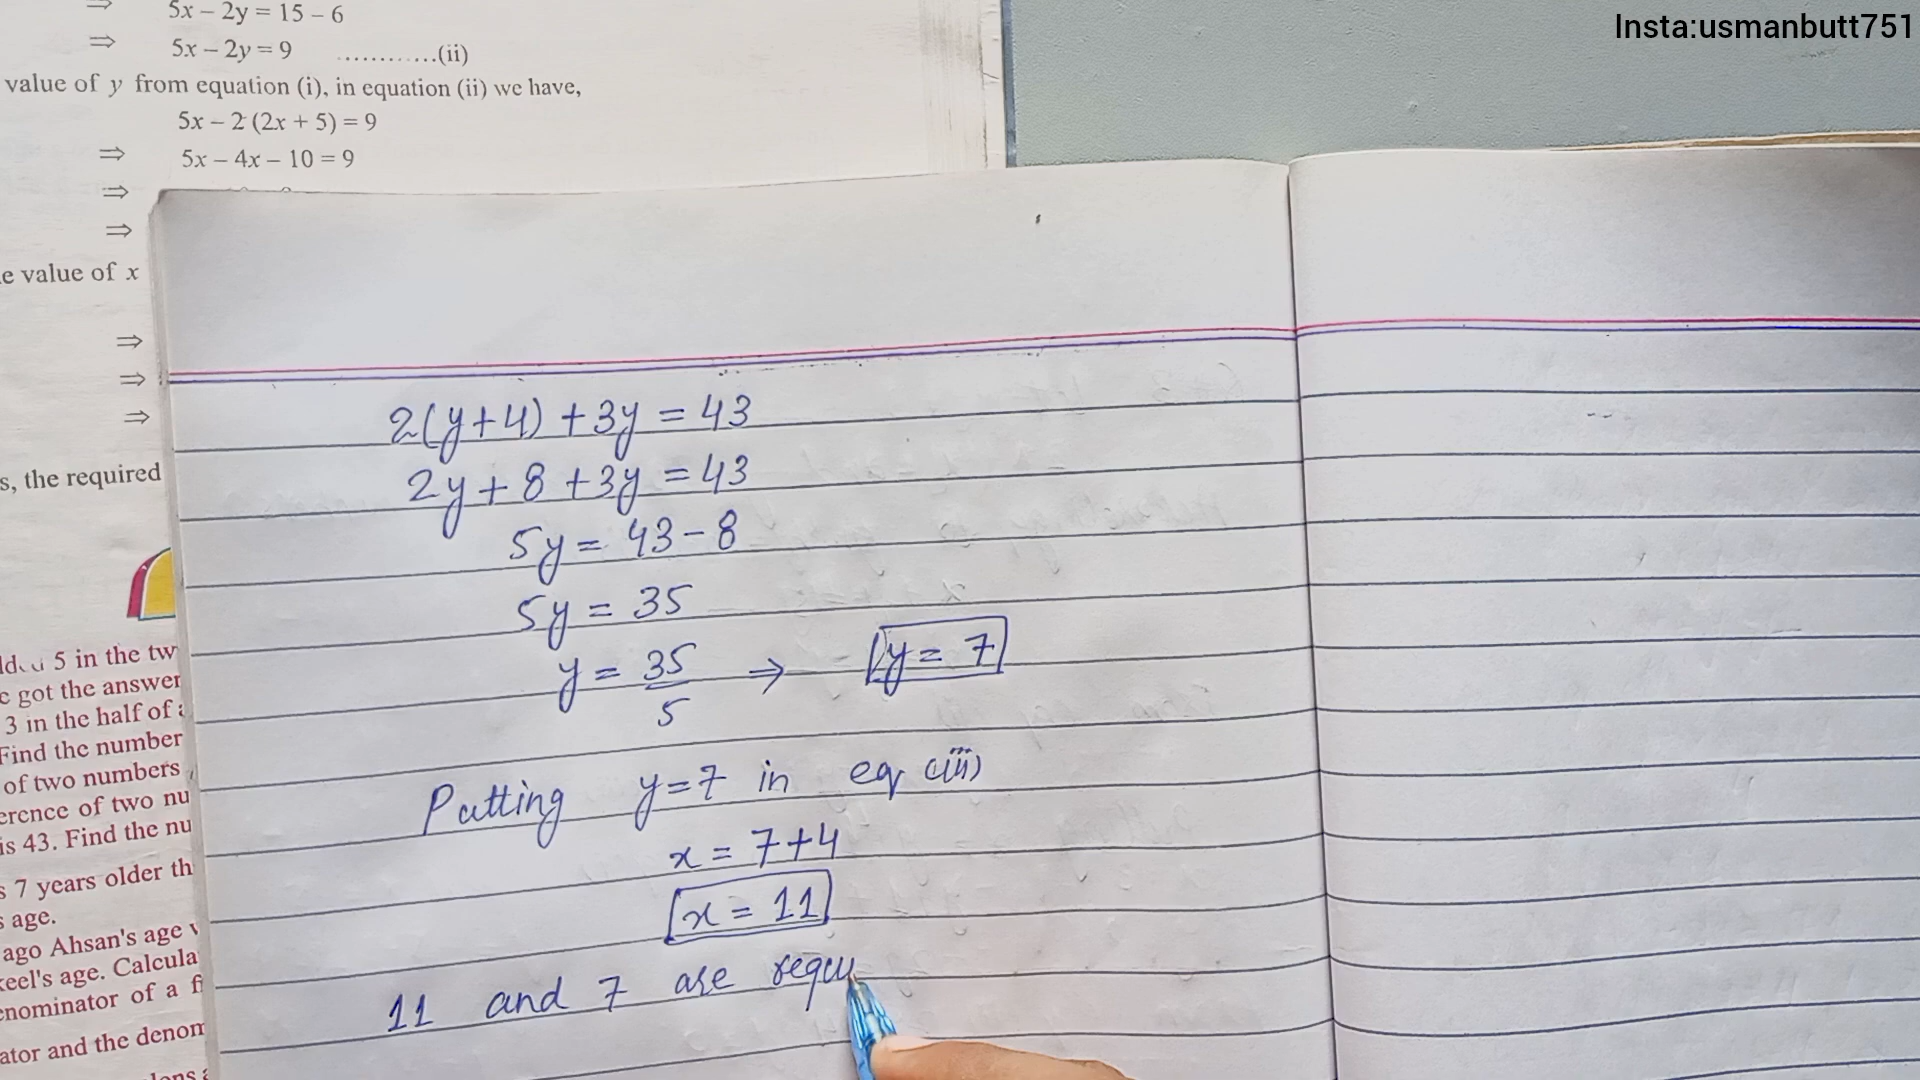 Insta:usmanbutt751
⇒ 5x – 2y = 15 – 6
⇒ 5x – 2y = 9 ............(ii)
value of y from equation (i), in equation (ii) we have,
5x – 2 (2x + 5) = 9
⇒ 5x – 4x – 10 = 9
⇒
⇒
e value of x
⇒
⇒
⇒
s, the required
5 in the tw
got the answer
3 in the half of
Find the number
of two numbers
erence of two nu
is 43. Find the nu
s 7 years older th
s age.
ago Ahsan's age
keel's age. Calcula
enominator of a f
ator and the denom
2(y+4) + 3y = 43
2y + 8 + 3y = 43
5y = 43 - 8
5y = 35
y = 35/5 → y = 7
Putting y=7 in eq (iii)
x = 7+4
x = 11
11 and 7 are requ